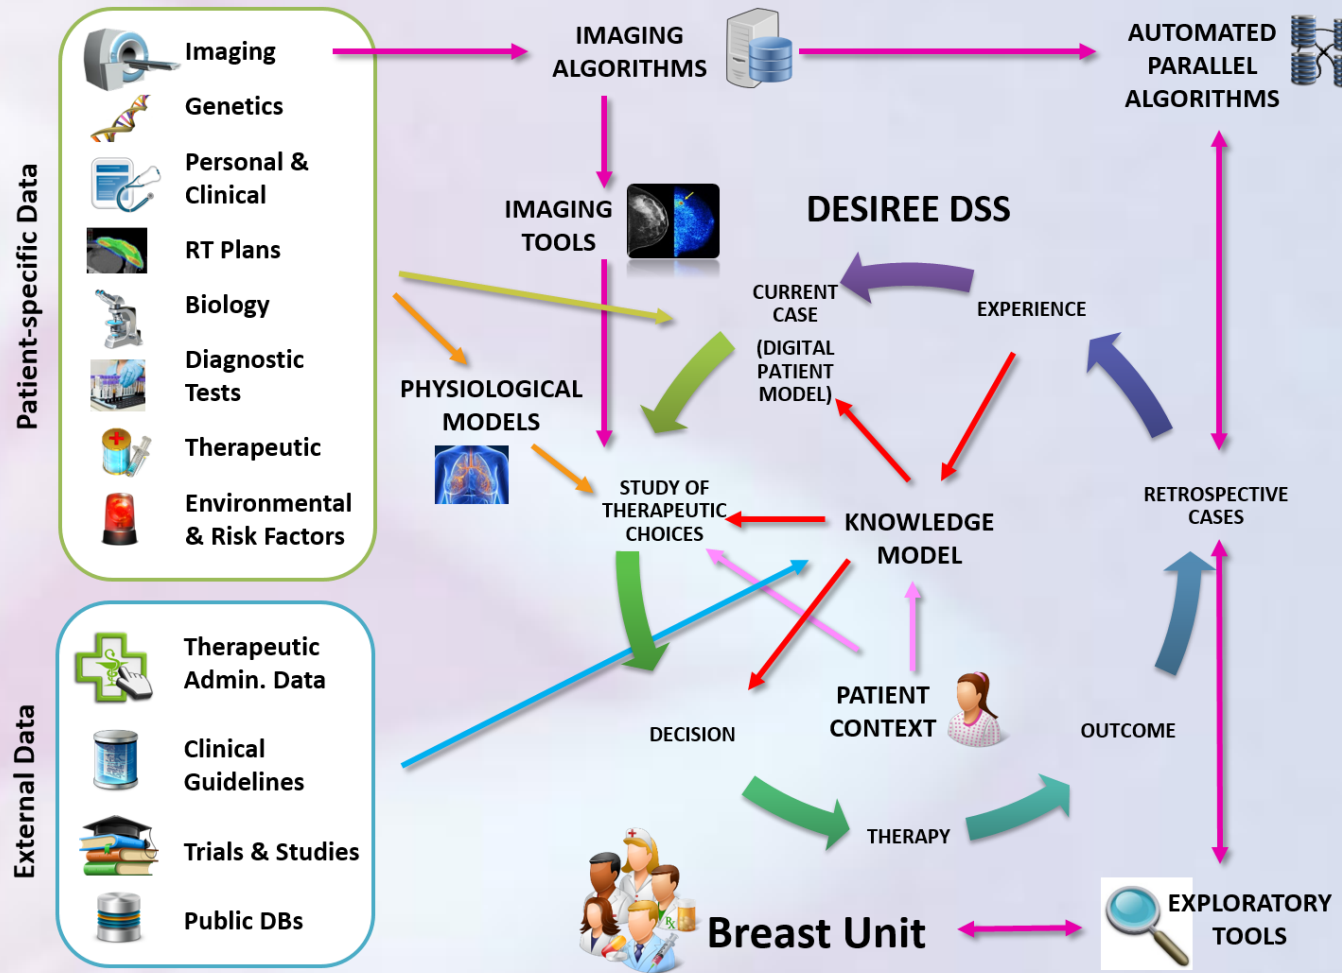 Patient-specific Data
Imaging
Genetics
Personal &
Clinical
RT Plans
Biology
Diagnostic
Tests
Therapeutic
Environmental
& Risk Factors
External Data
Therapeutic
Admin. Data
Clinical
Guidelines
Trials & Studies
Public DBs
IMAGING
ALGORITHMS
AUTOMATED
PARALLEL
ALGORITHMS
IMAGING
TOOLS
DESIREE DSS
CURRENT
CASE
(DIGITAL
PATIENT
MODEL)
EXPERIENCE
PHYSIOLOGICAL
MODELS
STUDY OF
THERAPEUTIC
CHOICES
KNOWLEDGE
MODEL
RETROSPECTIVE
CASES
PATIENT
CONTEXT
DECISION
OUTCOME
THERAPY
Breast Unit
EXPLORATORY
TOOLS